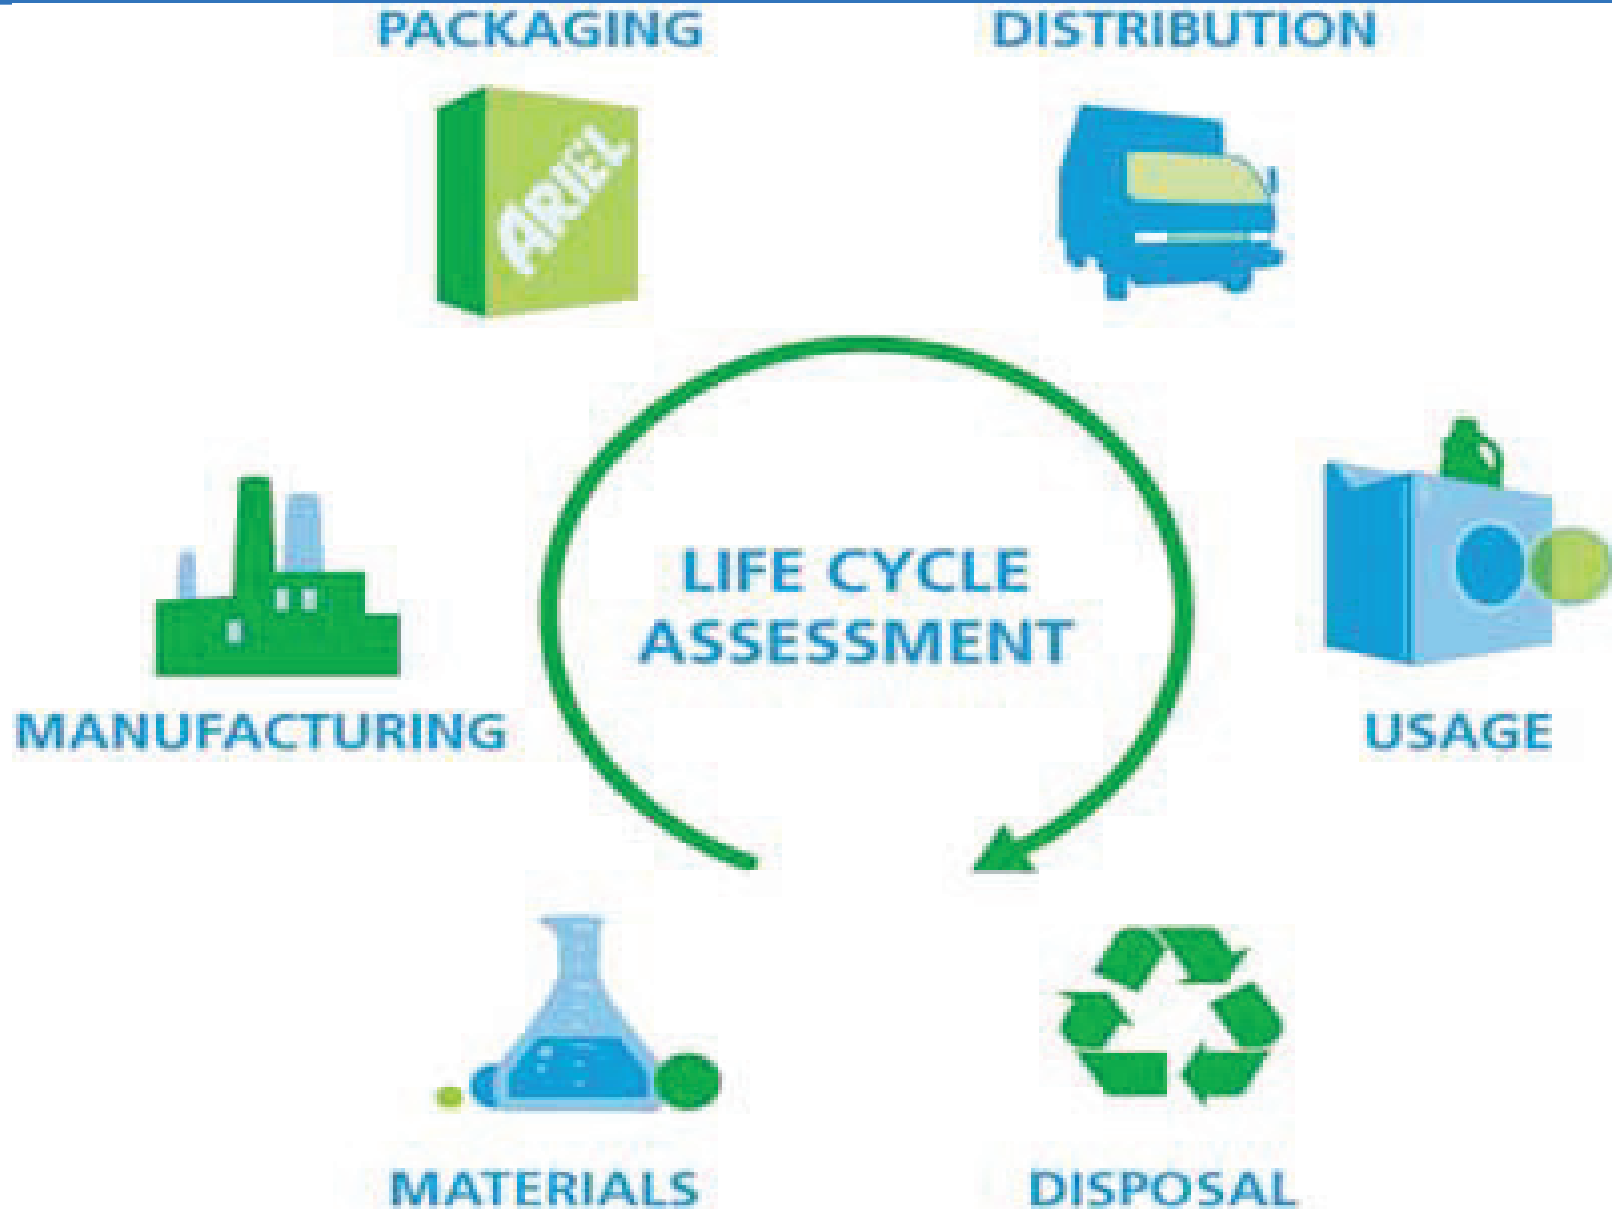 PACKAGING
DISTRIBUTION
ARIEL
LIFE CYCLE
ASSESSMENT
MANUFACTURING
USAGE
MATERIALS
DISPOSAL